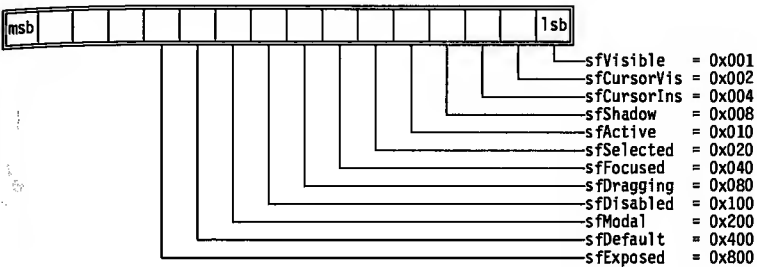 msb lsb
sfVisible = 0x001
sfCursorVis = 0x002
sfCursorIns = 0x004
sfShadow = 0x008
sfActive = 0x010
sfSelected = 0x020
sfFocused = 0x040
sfDragging = 0x080
sfDisabled = 0x100
sfModal = 0x200
sfDefault = 0x400
sfExposed = 0x800